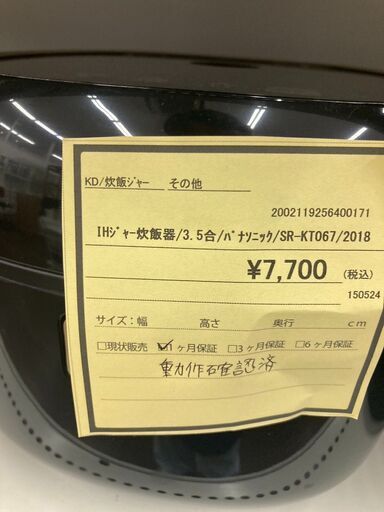 KD/炊飯ジャー その他
2002119256400171
IHｼﾞｬｰ炊飯器/3.5合/ﾊﾟﾅｿﾆｯｸ/SR-KT067/2018
¥7,700 (税込)
150524
サイズ：幅 高さ 奥行 cm
□現状販売 ☑1ヶ月保証 □3ヶ月保証 □6ヶ月保証
動作確認済